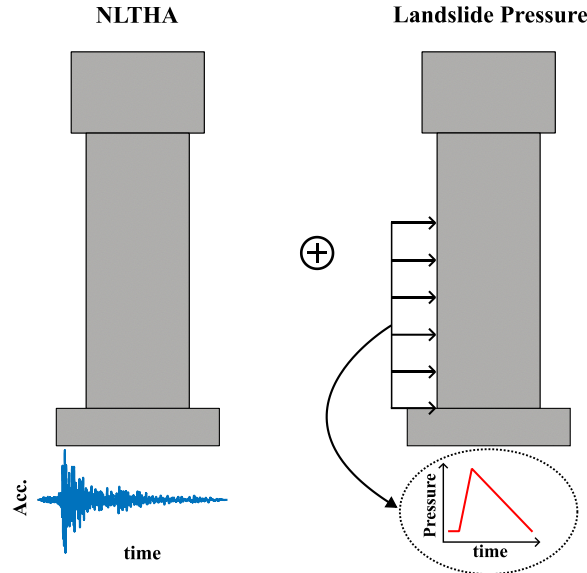 NLTHA
Landslide Pressure
Acc.
time
Pressure
time